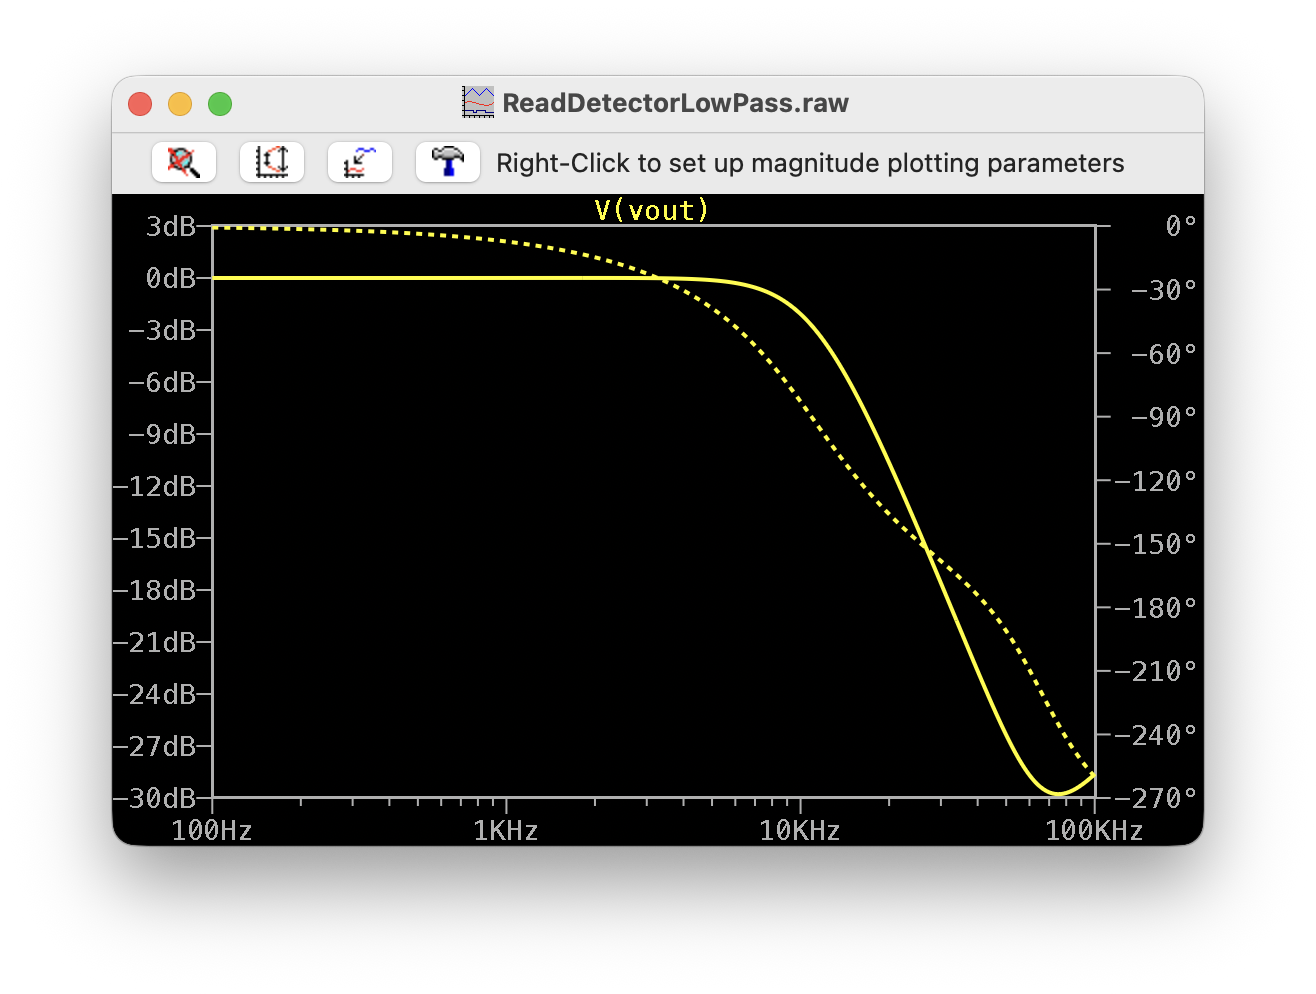 ReadDetectorLowPass.raw
Right-Click to set up magnitude plotting parameters
V(vout)
3dB 0°
0dB −30°
−3dB −60°
−6dB −90°
−9dB −120°
−12dB −150°
−15dB −180°
−18dB −210°
−21dB −240°
−24dB −270°
−27dB
−30dB
100Hz 1KHz 10KHz 100KHz